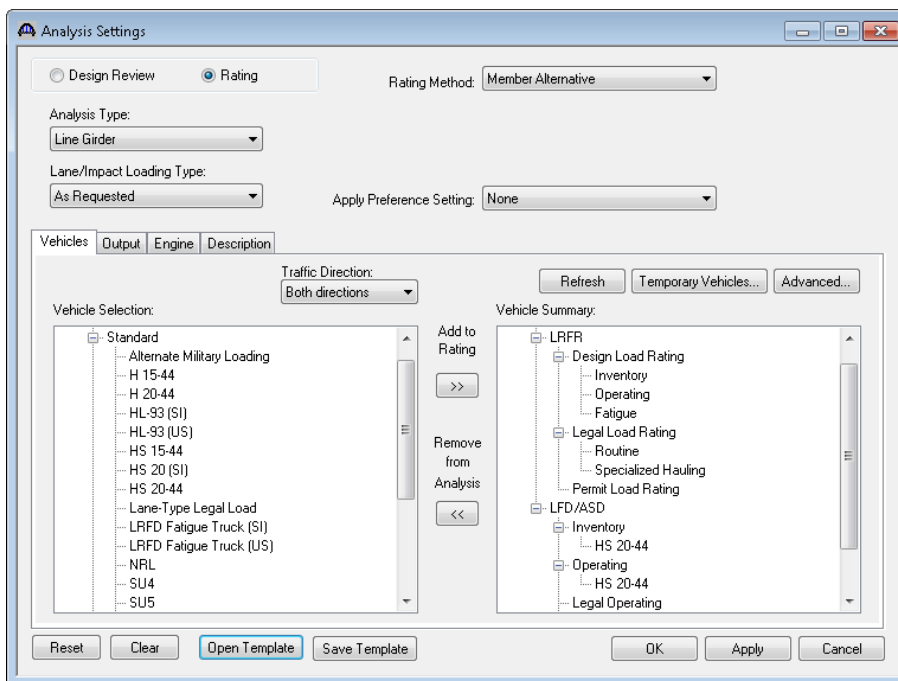 Analysis Settings
Design Review
Rating
Rating Method:
Member Alternative
Analysis Type:
Line Girder
Lane/Impact Loading Type:
As Requested
Apply Preference Setting:
None
Vehicles
Output
Engine
Description
Traffic Direction:
Both directions
Refresh
Temporary Vehicles...
Advanced...
Vehicle Selection:
Standard
Alternate Military Loading
H 15-44
H 20-44
HL-93 (SI)
HL-93 (US)
HS 15-44
HS 20 (SI)
HS 20-44
Lane-Type Legal Load
LRFD Fatigue Truck (SI)
LRFD Fatigue Truck (US)
NRL
SU4
SU5
Add to
Rating
>>
Remove
from
Analysis
<<
Vehicle Summary:
LRFR
Design Load Rating
Inventory
Operating
Fatigue
Legal Load Rating
Routine
Specialized Hauling
Permit Load Rating
LFD/ASD
Inventory
HS 20-44
Operating
HS 20-44
Legal Operating
Reset
Clear
Open Template
Save Template
OK
Apply
Cancel